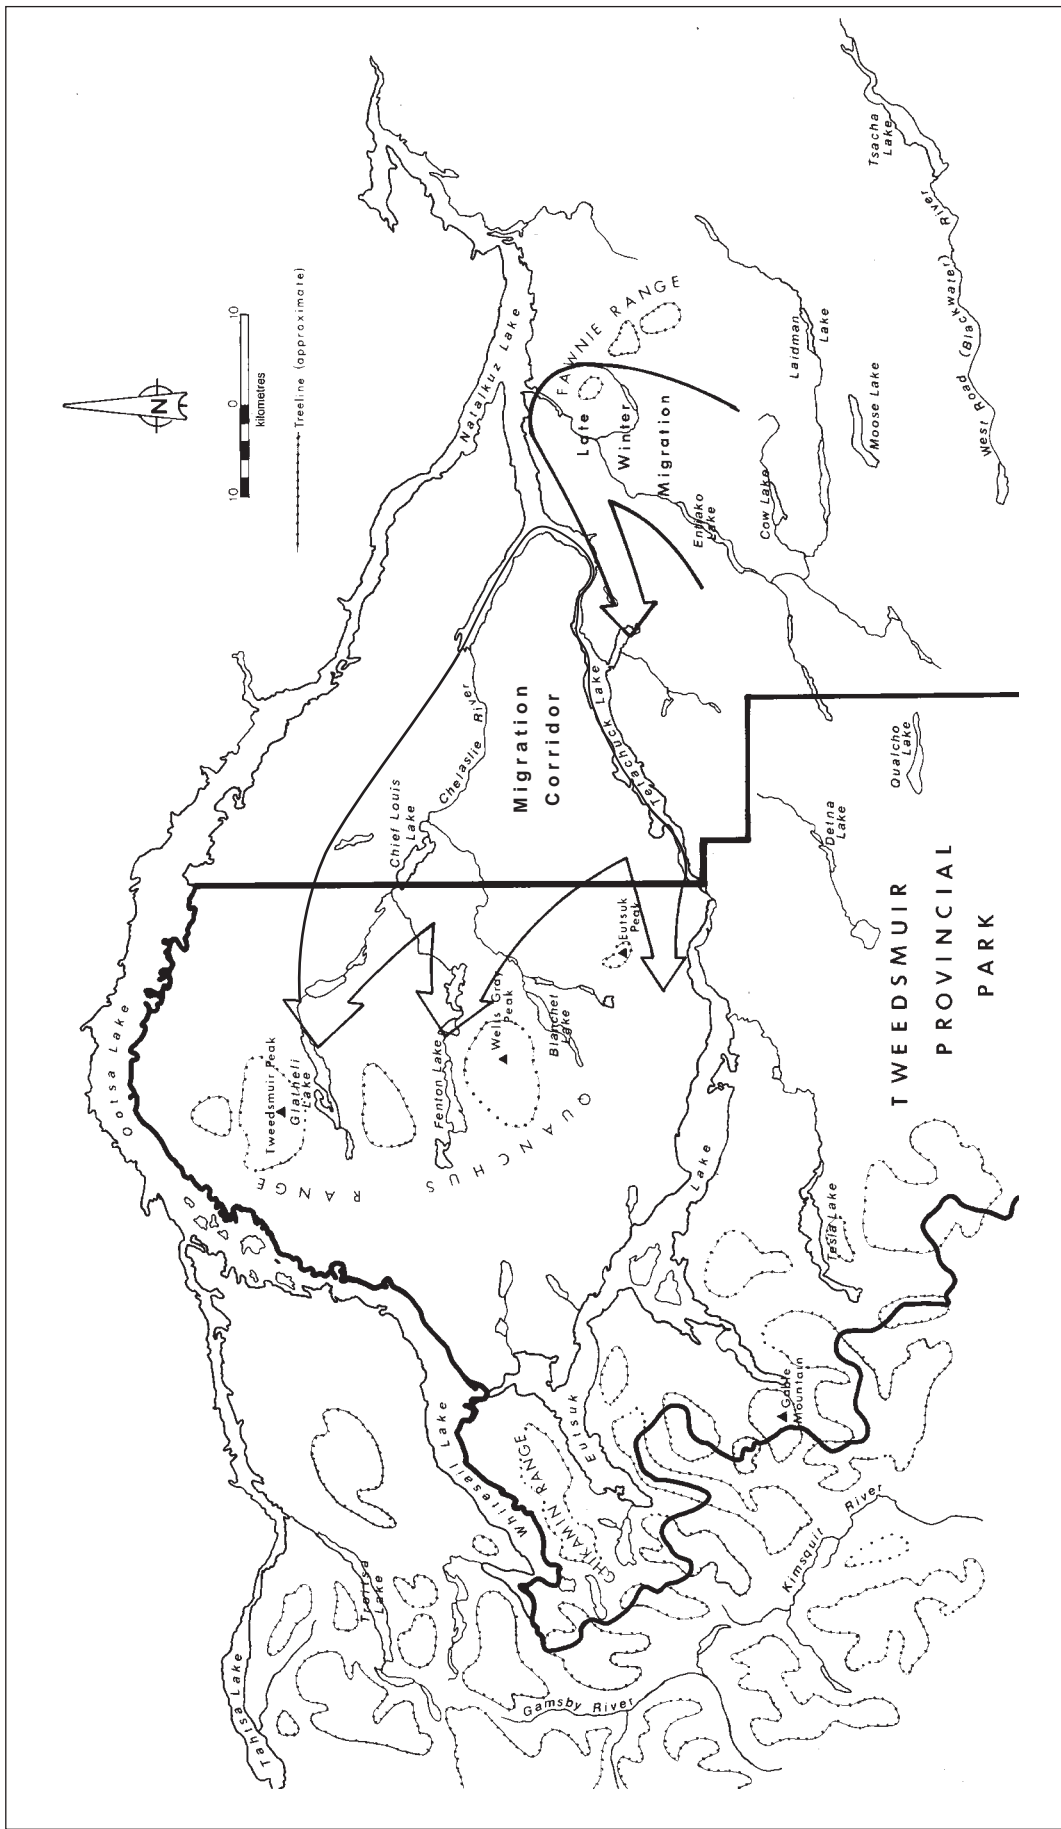 N
10 0 10
kilometres
Treeline (approximate)
Ootsa Lake
Natalkuz Lake
Tahtsa Lake
Troitsa
Lake
Whitesail Lake
CHIKAMIN RANGE
Eutsuk
Lake
Gamsby River
Kimsquit River
Gable
Mountain
Tesla Lake
Tweedsmuir Peak
Glatheli
Lake
QUANCHUS
RANGE
Fenton Lake
Wells Gray
Peak
Blanchet
Lake
Eutsuk
Peak
Chief Louis
Lake
Chelaslie River
Migration
Corridor
Tetachuck Lake
FAWNIE RANGE
Late
Winter
Migration
Entiako
Lake
Cow Lake
Laidman
Lake
Moose Lake
Tsacha
Lake
West Road (Blackwater) River
Qualcho
Lake
Detna
Lake
TWEEDSMUIR
PROVINCIAL
PARK